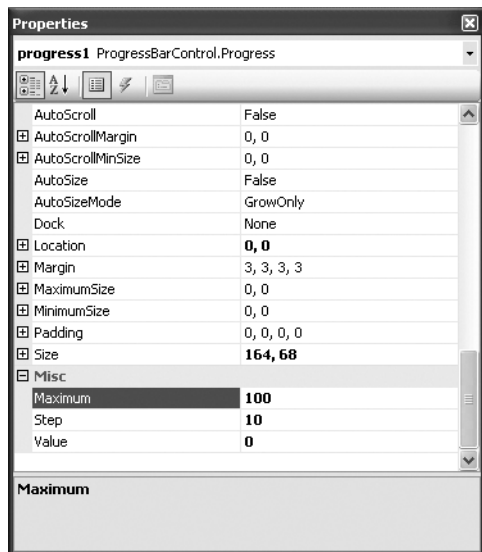 Properties
progress1 ProgressBarControl.Progress
AutoScroll False
AutoScrollMargin 0, 0
AutoScrollMinSize 0, 0
AutoSize False
AutoSizeMode GrowOnly
Dock None
Location 0, 0
Margin 3, 3, 3, 3
MaximumSize 0, 0
MinimumSize 0, 0
Padding 0, 0, 0, 0
Size 164, 68
Misc
Maximum 100
Step 10
Value 0
Maximum